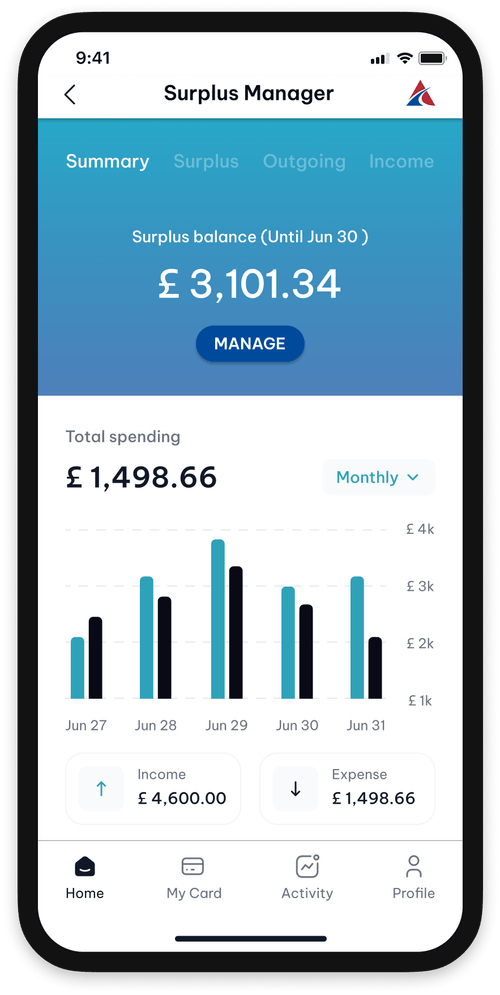 9:41
Surplus Manager
Summary Surplus Outgoing Income
Surplus balance (Until Jun 30 )
£ 3,101.34
MANAGE
Total spending
£ 1,498.66
Monthly
£ 4k
£ 3k
£ 2k
£ 1k
Jun 27 Jun 28 Jun 29 Jun 30 Jun 31
Income
£ 4,600.00
Expense
£ 1,498.66
Home My Card Activity Profile